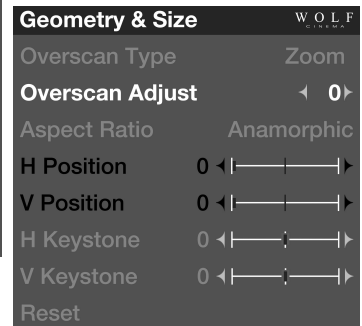 Geometry & Size WOLF
CINEMA
Overscan Type Zoom
Overscan Adjust 0
Aspect Ratio Anamorphic
H Position 0
V Position 0
H Keystone 0
V Keystone 0
Reset